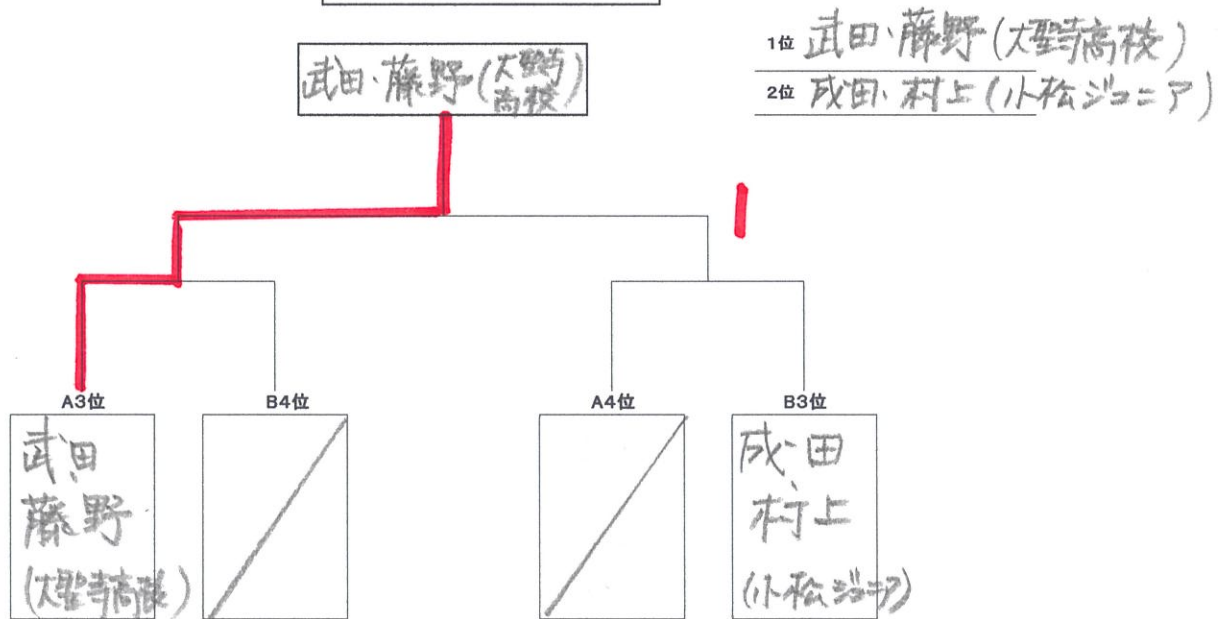 武田・藤野(大聖寺高校)
1位 武田・藤野(大聖寺高校)
2位 成田・村上(小松ジュニア)
1
A3位
B4位
A4位
B3位
武田、
藤野
(大聖寺高校)
成田、
村上
(小松ジュニア)